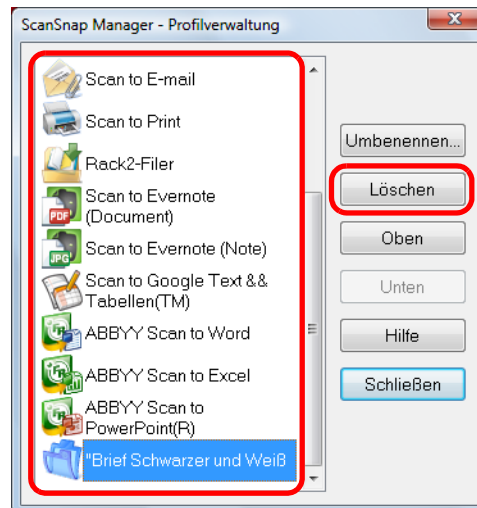 ScanSnap Manager - Profilverwaltung
Scan to E-mail
Scan to Print
Rack2-Filer
Scan to Evernote
(Document)
Scan to Evernote (Note)
Scan to Google Text &&
Tabellen(TM)
ABBYY Scan to Word
ABBYY Scan to Excel
ABBYY Scan to
PowerPoint(R)
"Brief Schwarzer und Weiß
Umbenennen...
Löschen
Oben
Unten
Hilfe
Schließen
PDF
JPG